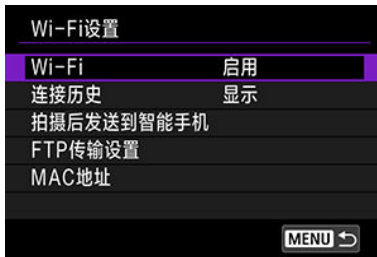 Wi-Fi设置
Wi-Fi 启用
连接历史 显示
拍摄后发送到智能手机
FTP传输设置
MAC地址
MENU